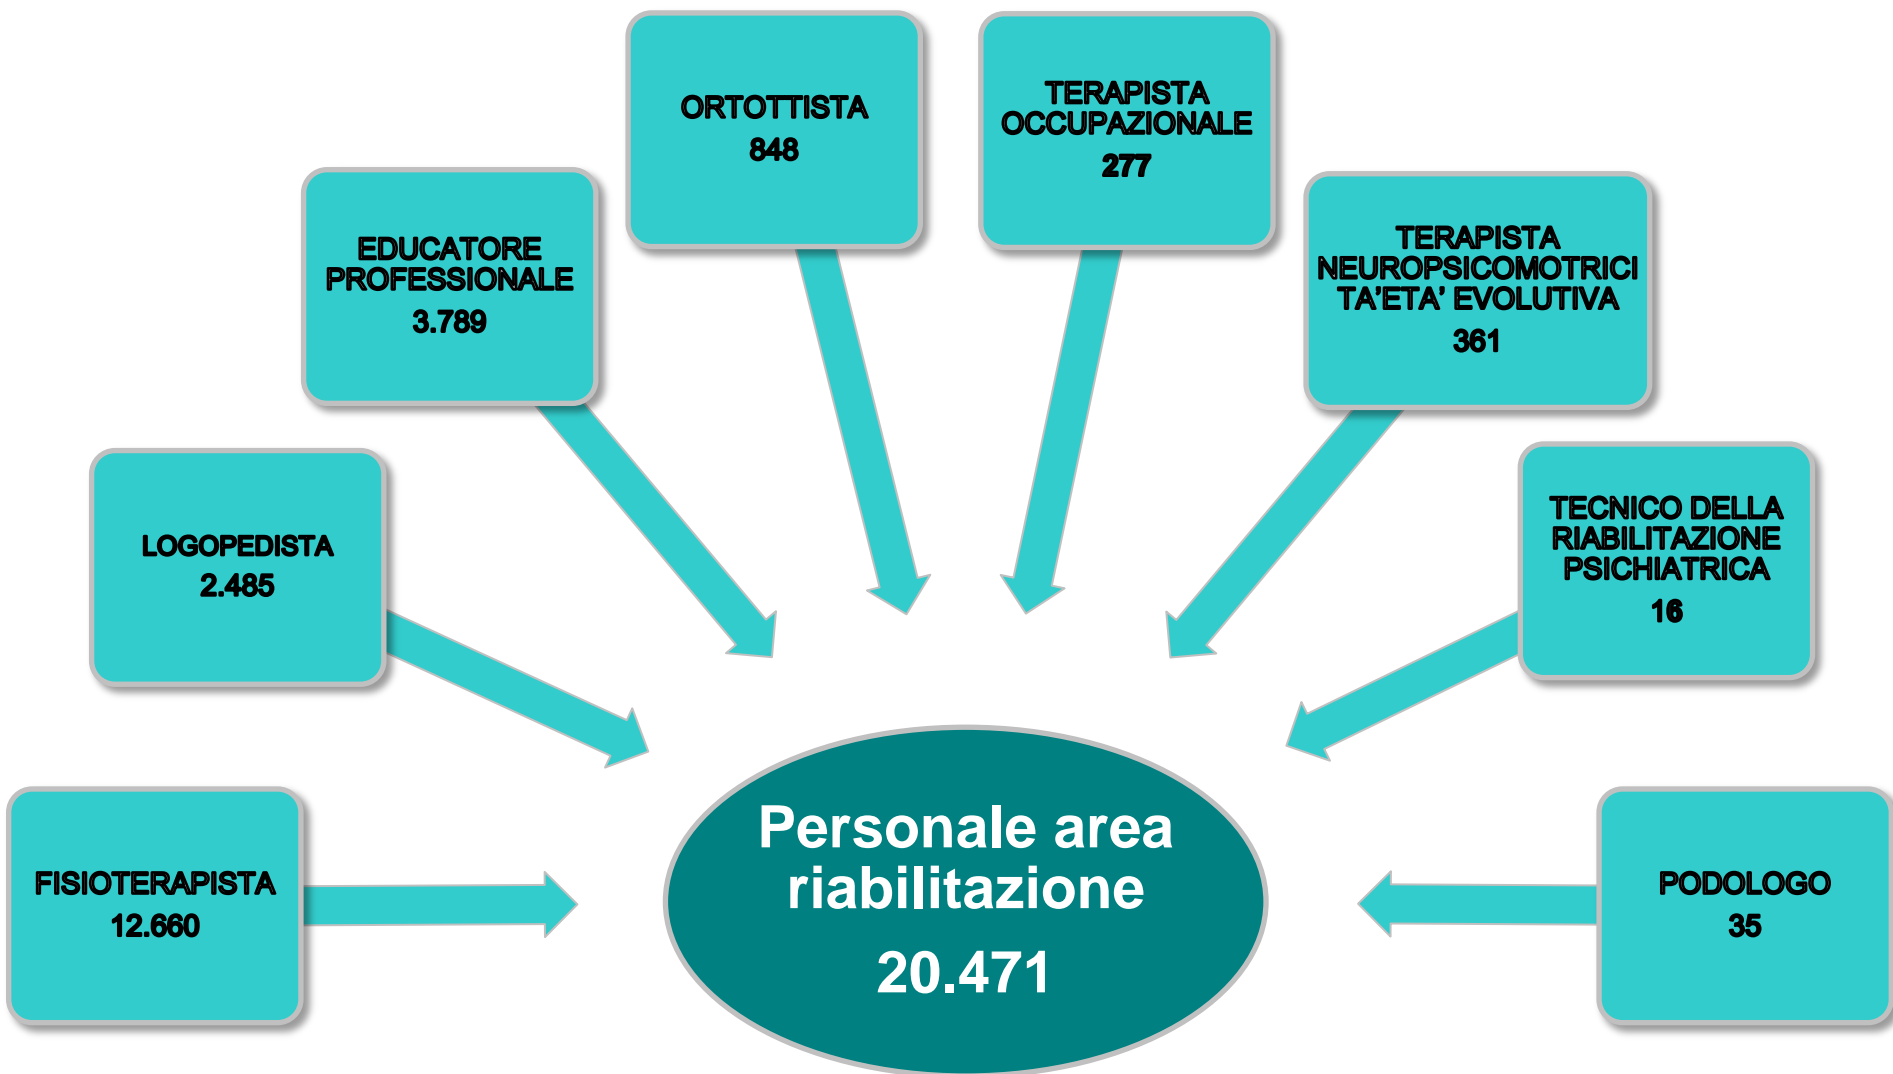 ORTOTTISTA
848
TERAPISTA
OCCUPAZIONALE
277
EDUCATORE
PROFESSIONALE
3.789
TERAPISTA
NEUROPSICOMOTRICI
TA'ETA' EVOLUTIVA
361
LOGOPEDISTA
2.485
TECNICO DELLA
RIABILITAZIONE
PSICHIATRICA
16
FISIOTERAPISTA
12.660
Personale area
riabilitazione
20.471
PODOLOGO
35